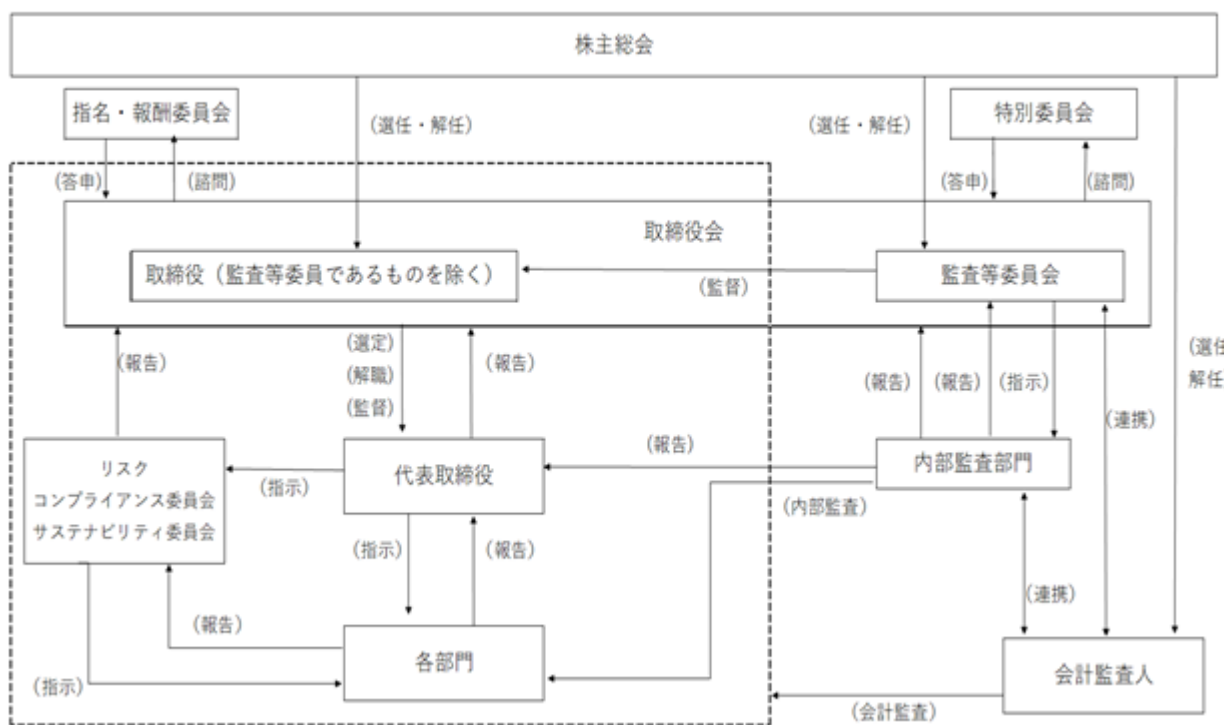 株主総会
指名・報酬委員会
(選任・解任)
(選任・解任)
特別委員会
(答申)
(諮問)
(答申)
(諮問)
取締役会
取締役（監査等委員であるものを除く）
(監督)
監査等委員会
(報告)
(選定)
(解職)
(監督)
(報告)
(報告)
(報告)
(指示)
(連携)
(選任
解任
リスク
コンプライアンス委員会
サステナビリティ委員会
(指示)
代表取締役
(報告)
内部監査部門
(内部監査)
(指示)
(報告)
(連携)
(報告)
各部門
(指示)
会計監査人
(会計監査)